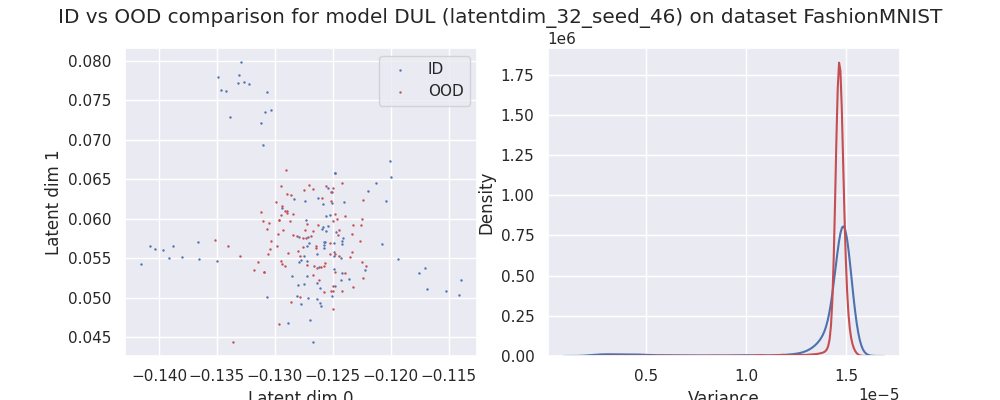 ID vs OOD comparison for model DUL (latentdim_32_seed_46) on dataset FashionMNIST
ID
OOD
0.080
0.075
0.070
0.065
0.060
0.055
0.050
0.045
Latent dim 1
−0.140 −0.135 −0.130 −0.125 −0.120 −0.115
Latent dim 0
1e6
1.75
1.50
1.25
1.00
0.75
0.50
0.25
0.00
Density
0.5 1.0 1.5
1e−5
Variance